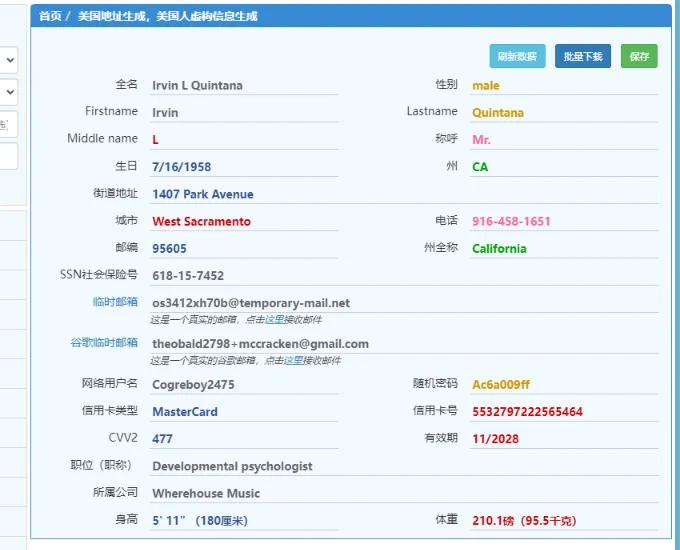 首页 / 美国地址生成，美国人虚构信息生成
刷新数据 批量下载 保存
全名 Irvin L Quintana 性别 male
Firstname Irvin Lastname Quintana
Middle name L 称呼 Mr.
生日 7/16/1958 州 CA
街道地址 1407 Park Avenue
城市 West Sacramento 电话 916-458-1651
邮编 95605 州全称 California
SSN社会保险号 618-15-7452
临时邮箱 os3412xh70b@temporary-mail.net
这是一个真实的邮箱，点击这里接收邮件
谷歌临时邮箱 theobald2798+mccracken@gmail.com
这是一个真实的谷歌邮箱，点击这里接收邮件
网络用户名 Cogreboy2475 随机密码 Ac6a009ff
信用卡类型 MasterCard 信用卡号 5532797222565464
CVV2 477 有效期 11/2028
职位（职称） Developmental psychologist
所属公司 Wherehouse Music
身高 5' 11"（180厘米） 体重 210.1磅（95.5千克）